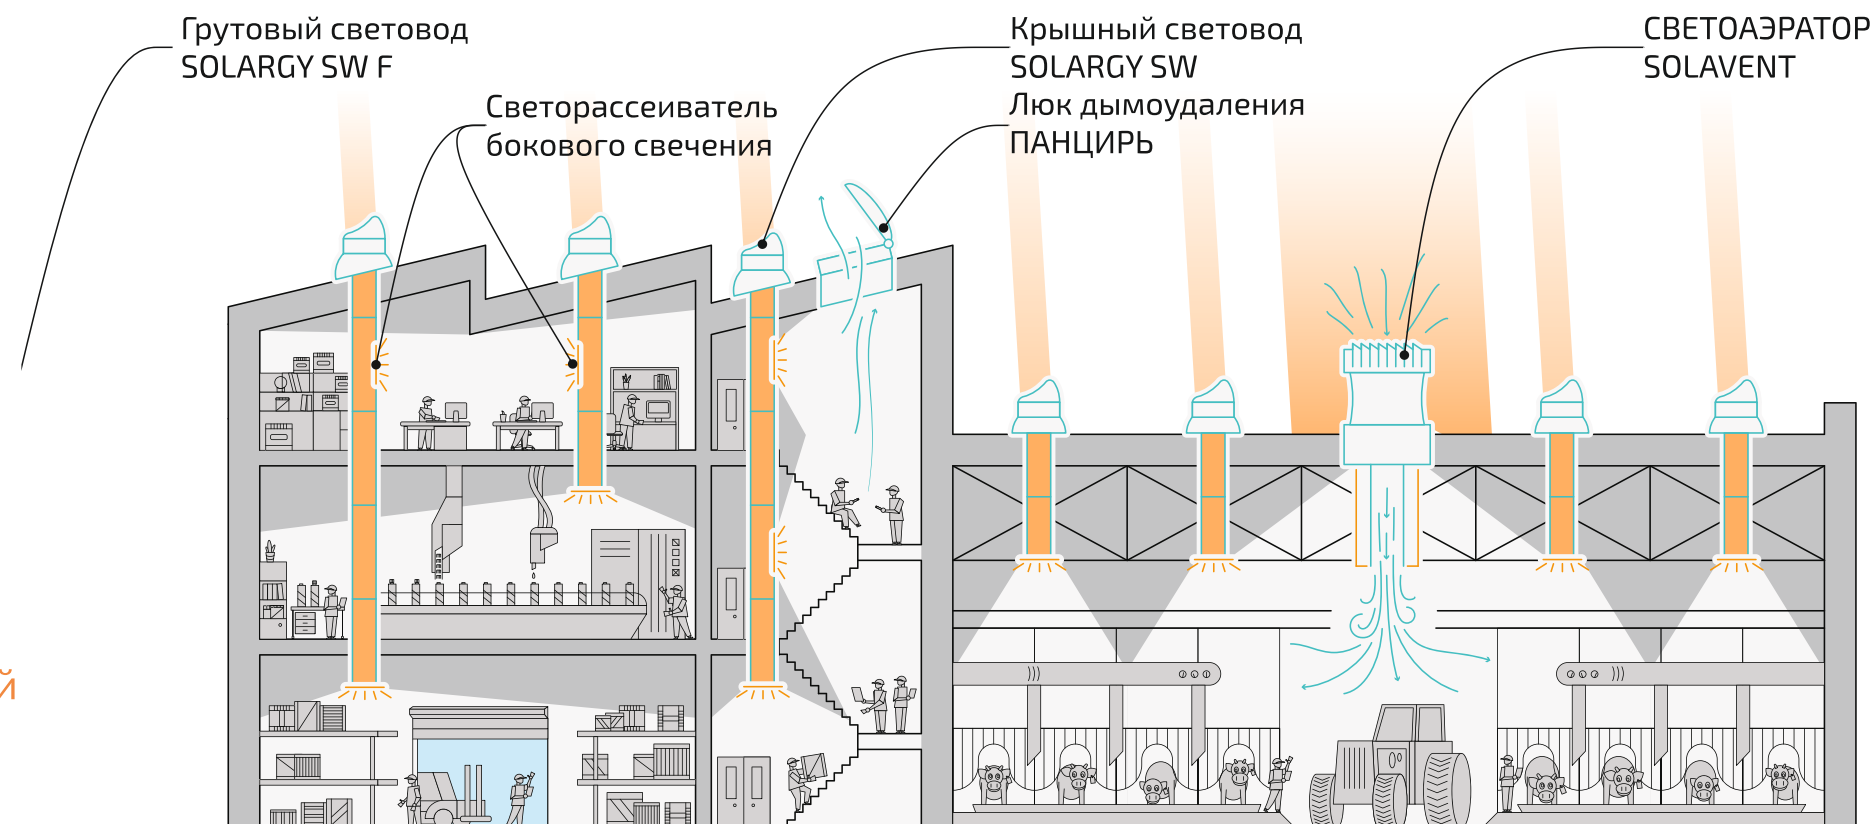 Грутовый световод
SOLARGY SW F
Светорассеиватель
бокового свечения
Крышный световод
SOLARGY SW
Люк дымоудаления
ПАНЦИРЬ
СВЕТОАЭРАТОР
SOLAVENT
й